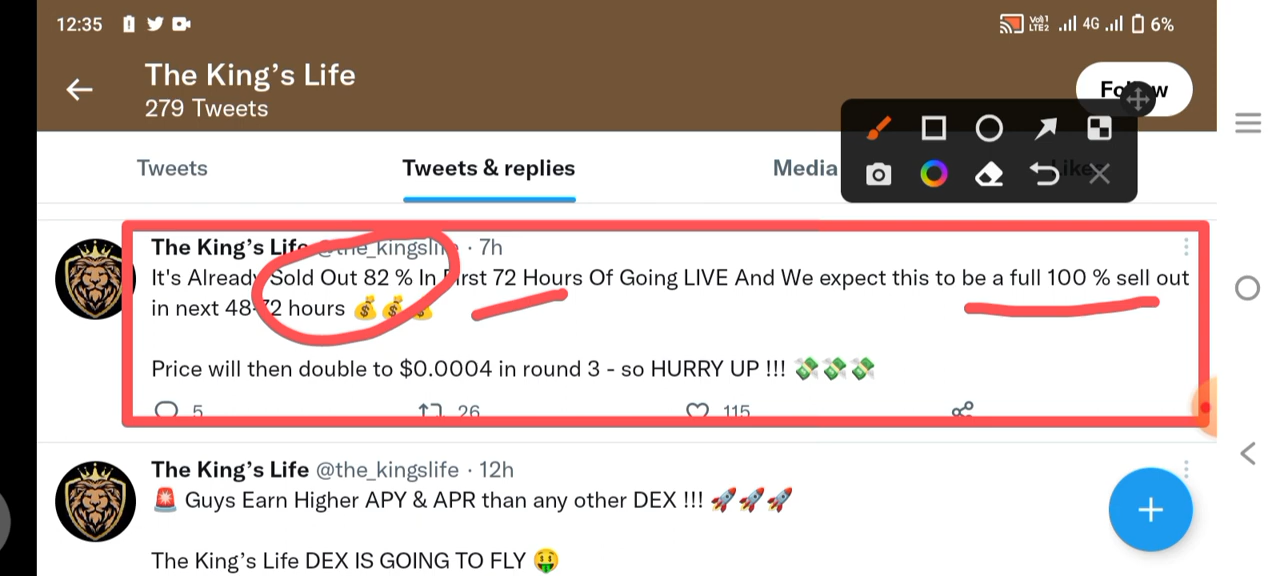 12:35
Vo))1 LTE2 4G 6%
The King's Life
279 Tweets
Follow
Tweets
Tweets & replies
Media
Likes
The King's Life @the_kingslife · 7h
It's Already Sold Out 82 % In First 72 Hours Of Going LIVE And We expect this to be a full 100 % sell out
in next 48-72 hours 💰💰💰
Price will then double to $0.0004 in round 3 - so HURRY UP !!! 💸💸💸
5 26 115
The King's Life @the_kingslife · 12h
🚨 Guys Earn Higher APY & APR than any other DEX !!! 🚀🚀🚀
The King's Life DEX IS GOING TO FLY 🤑